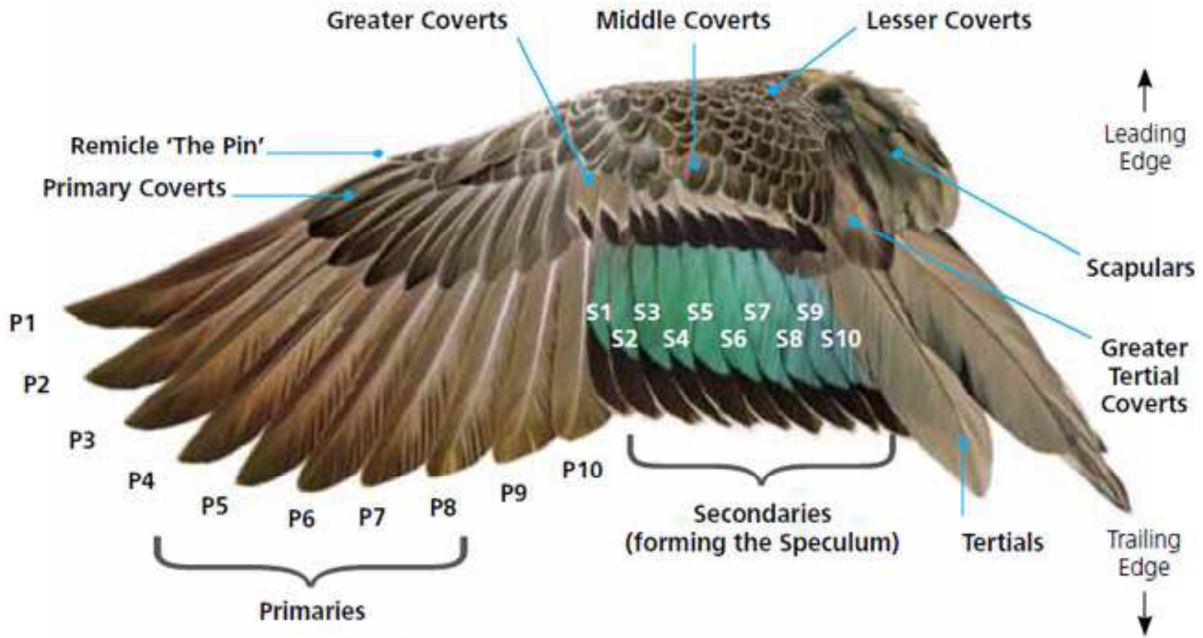 Greater Coverts
Middle Coverts
Lesser Coverts
Leading
Edge
Remicle ‘The Pin’
Primary Coverts
Scapulars
P1
S1 S3 S5 S7 S9
S2 S4 S6 S8 S10
Greater
Tertial
Coverts
P2
P3
P4
P5
P6
P7
P8
P9
P10
Secondaries
(forming the Speculum)
Tertials
Trailing
Edge
Primaries